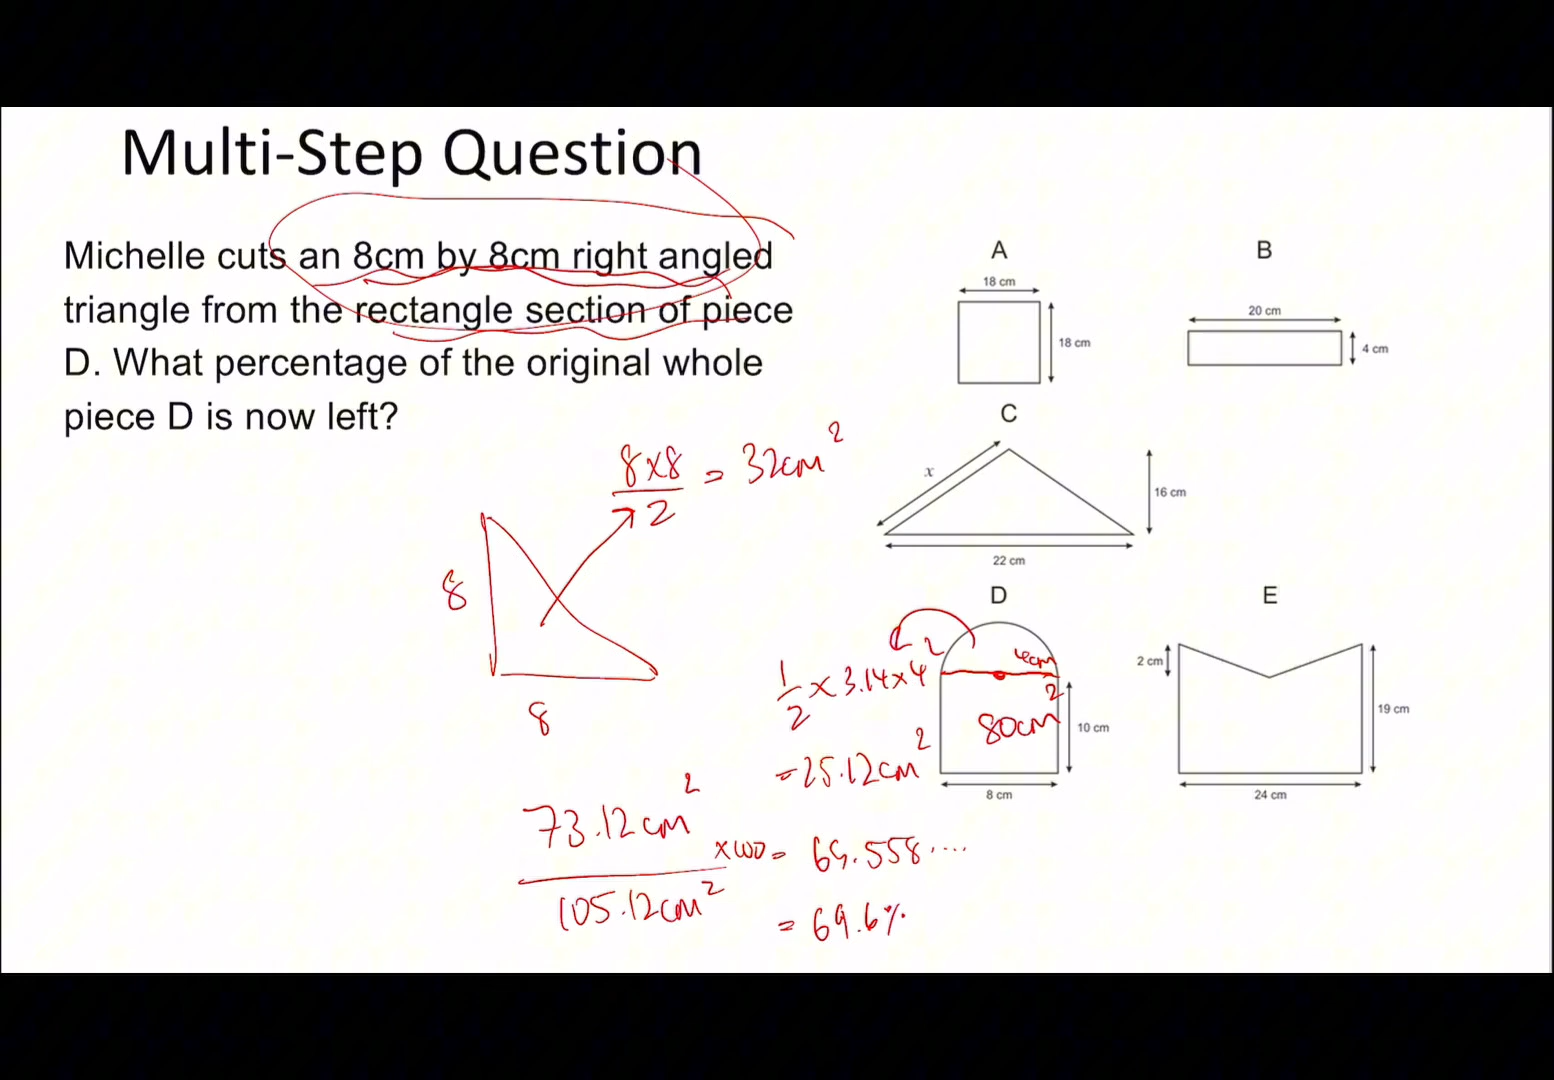 Multi-Step Question
Michelle cuts an 8cm by 8cm right angled
triangle from the rectangle section of piece
D. What percentage of the original whole
piece D is now left?
A
18 cm
18 cm
B
20 cm
4 cm
C
x
16 cm
22 cm
D
4cm
80cm²
10 cm
8 cm
E
2 cm
19 cm
24 cm
8×8/2 = 32cm²
8
8
1/2 × 3.14×4²
=25.12cm²
73.12cm²/105.12cm² ×100 = 69.558....
= 69.6%